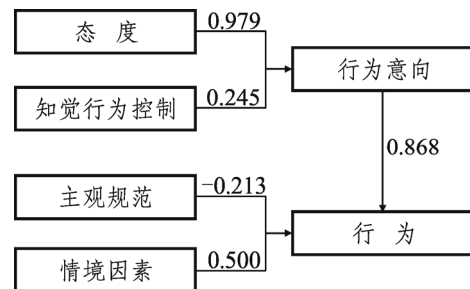 态 度
0.979
行为意向
知觉行为控制
0.245
0.868
主观规范
−0.213
行 为
情境因素
0.500